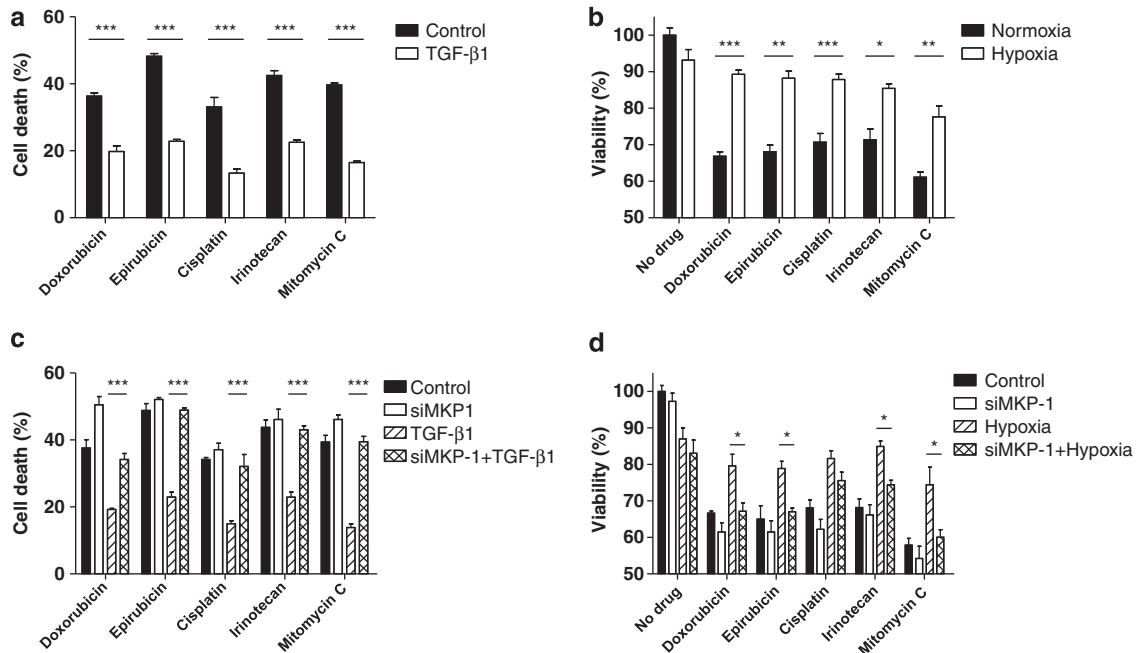 a
60
40
20
0
Cell death (%)
*** *** *** *** ***
Control
TGF-β1
Doxorubicin
Epirubicin
Cisplatin
Irinotecan
Mitomycin C
b
100
90
80
70
60
50
Viability (%)
*** ** *** * **
Normoxia
Hypoxia
No drug
Doxorubicin
Epirubicin
Cisplatin
Irinotecan
Mitomycin C
c
60
40
20
0
Cell death (%)
*** *** *** *** ***
Control
siMKP1
TGF-β1
siMKP-1+TGF-β1
Doxorubicin
Epirubicin
Cisplatin
Irinotecan
Mitomycin C
d
100
90
80
70
60
50
Viability (%)
* * * *
Control
siMKP-1
Hypoxia
siMKP-1+Hypoxia
No drug
Doxorubicin
Epirubicin
Cisplatin
Irinotecan
Mitomycin C